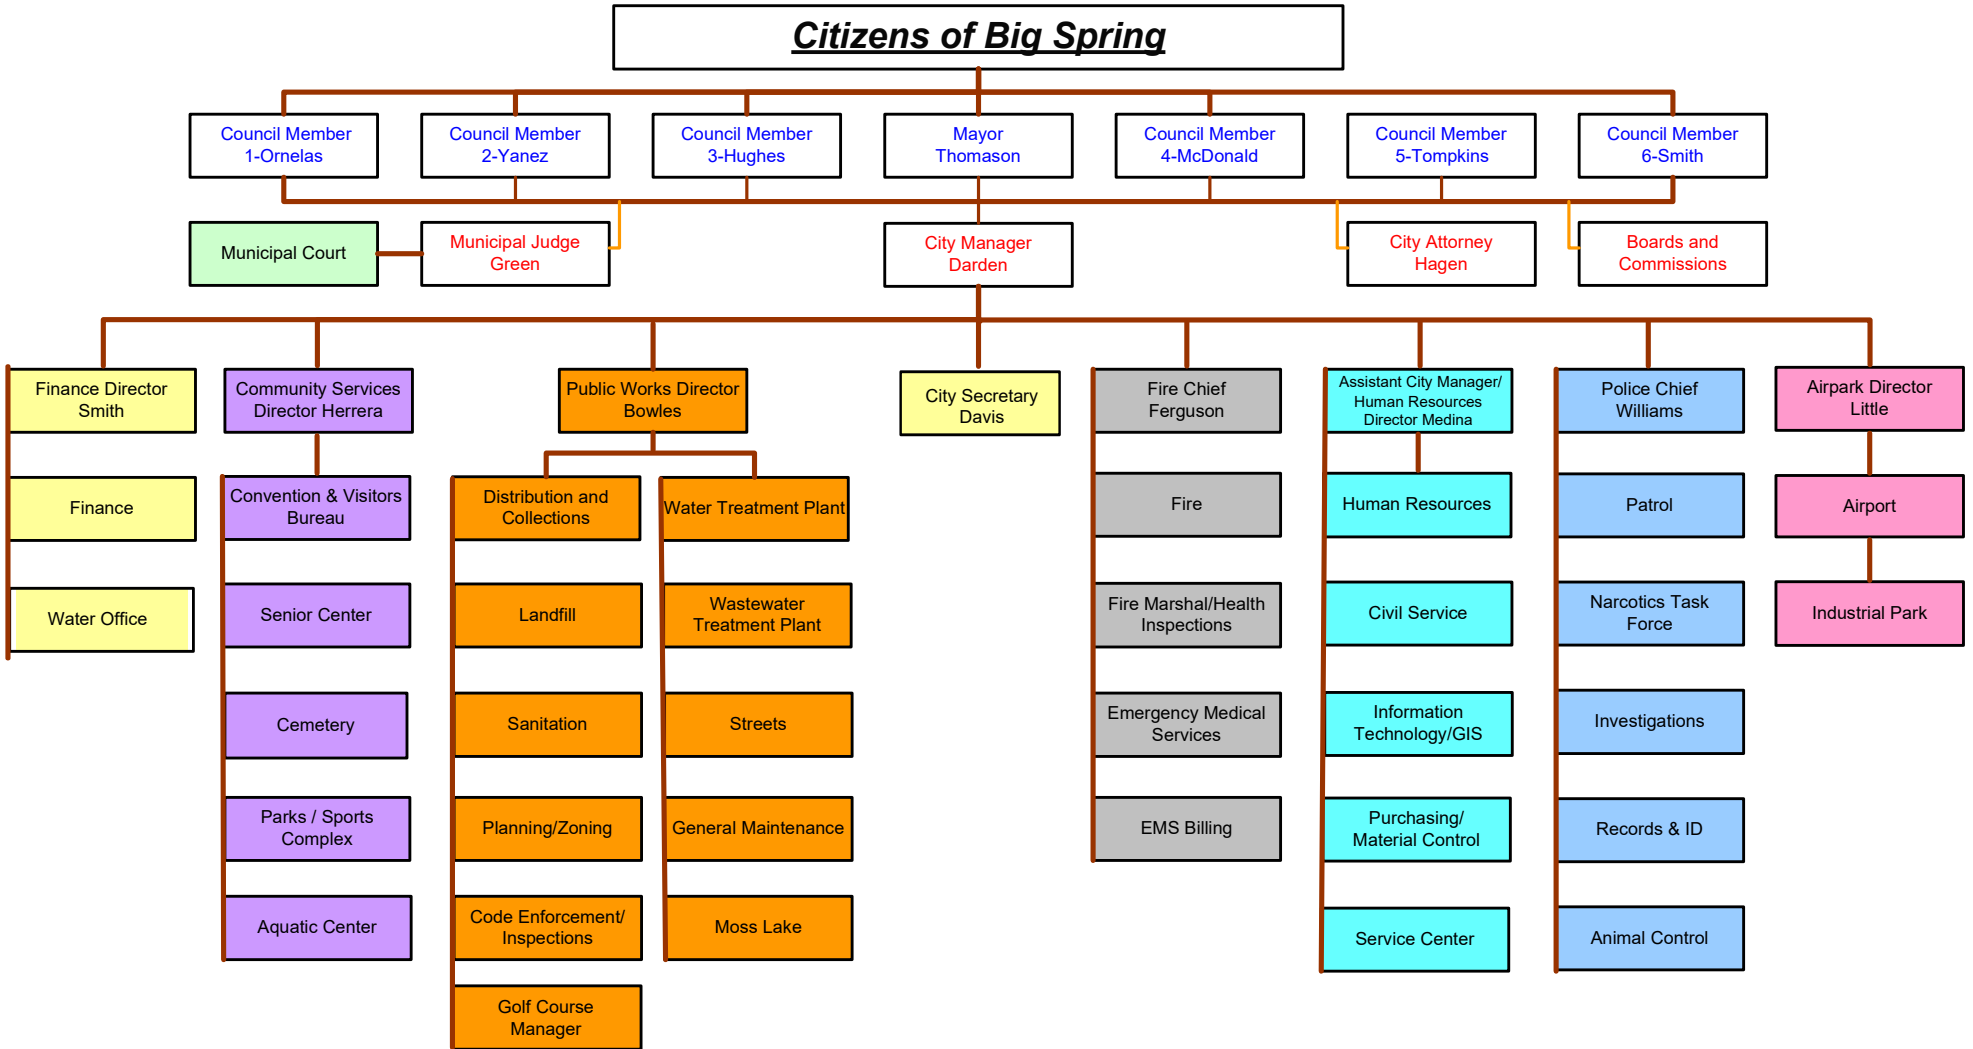 Citizens of Big Spring
Council Member
1-Ornelas
Council Member
2-Yanez
Council Member
3-Hughes
Mayor
Thomason
Council Member
4-McDonald
Council Member
5-Tompkins
Council Member
6-Smith
Municipal Court
Municipal Judge
Green
City Manager
Darden
City Attorney
Hagen
Boards and
Commissions
Finance Director
Smith
Community Services
Director Herrera
Public Works Director
Bowles
City Secretary
Davis
Fire Chief
Ferguson
Assistant City Manager/
Human Resources
Director Medina
Police Chief
Williams
Airpark Director
Little
Finance
Convention & Visitors
Bureau
Distribution and
Collections
Water Treatment Plant
Fire
Human Resources
Patrol
Airport
Water Office
Senior Center
Landfill
Wastewater
Treatment Plant
Fire Marshal/Health
Inspections
Civil Service
Narcotics Task
Force
Industrial Park
Cemetery
Sanitation
Streets
Emergency Medical
Services
Information
Technology/GIS
Investigations
Parks / Sports
Complex
Planning/Zoning
General Maintenance
EMS Billing
Purchasing/
Material Control
Records & ID
Aquatic Center
Code Enforcement/
Inspections
Moss Lake
Service Center
Animal Control
Golf Course
Manager